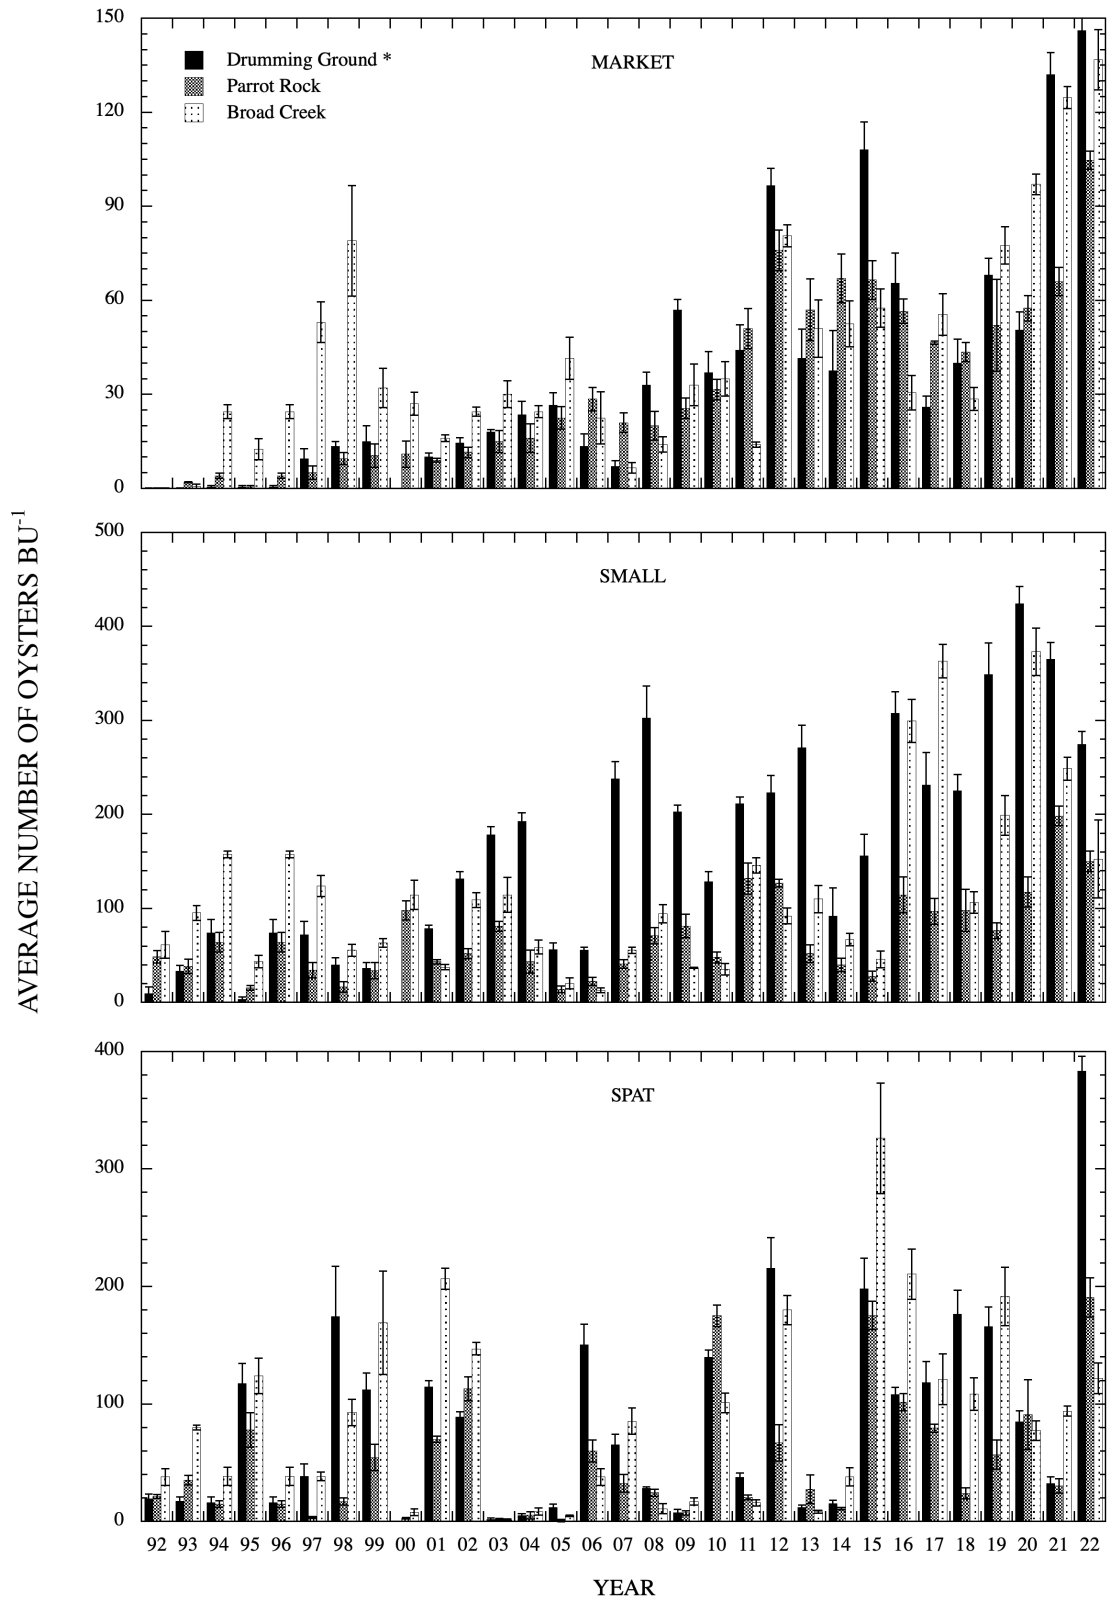 150
120
90
60
30
0
Drumming Ground *
Parrot Rock
Broad Creek
MARKET
500
400
300
200
100
0
SMALL
AVERAGE NUMBER OF OYSTERS BU-1
400
300
200
100
0
SPAT
92 93 94 95 96 97 98 99 00 01 02 03 04 05 06 07 08 09 10 11 12 13 14 15 16 17 18 19 20 21 22
YEAR